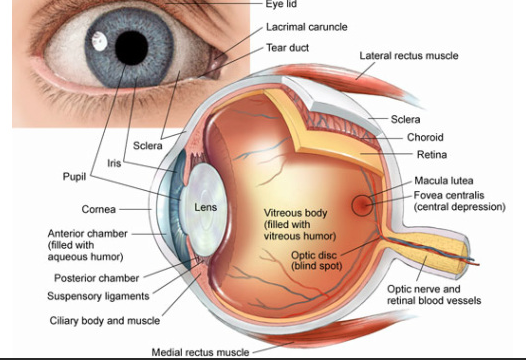 Eye lid
Lacrimal caruncle
Tear duct
Lateral rectus muscle
Sclera
Choroid
Retina
Sclera
Iris
Pupil
Macula lutea
Fovea centralis
(central depression)
Cornea
Lens
Vitreous body
(filled with
vitreous humor)
Anterior chamber
(filled with
aqueous humor)
Optic disc
(blind spot)
Posterior chamber
Suspensory ligaments
Optic nerve and
retinal blood vessels
Ciliary body and muscle
Medial rectus muscle